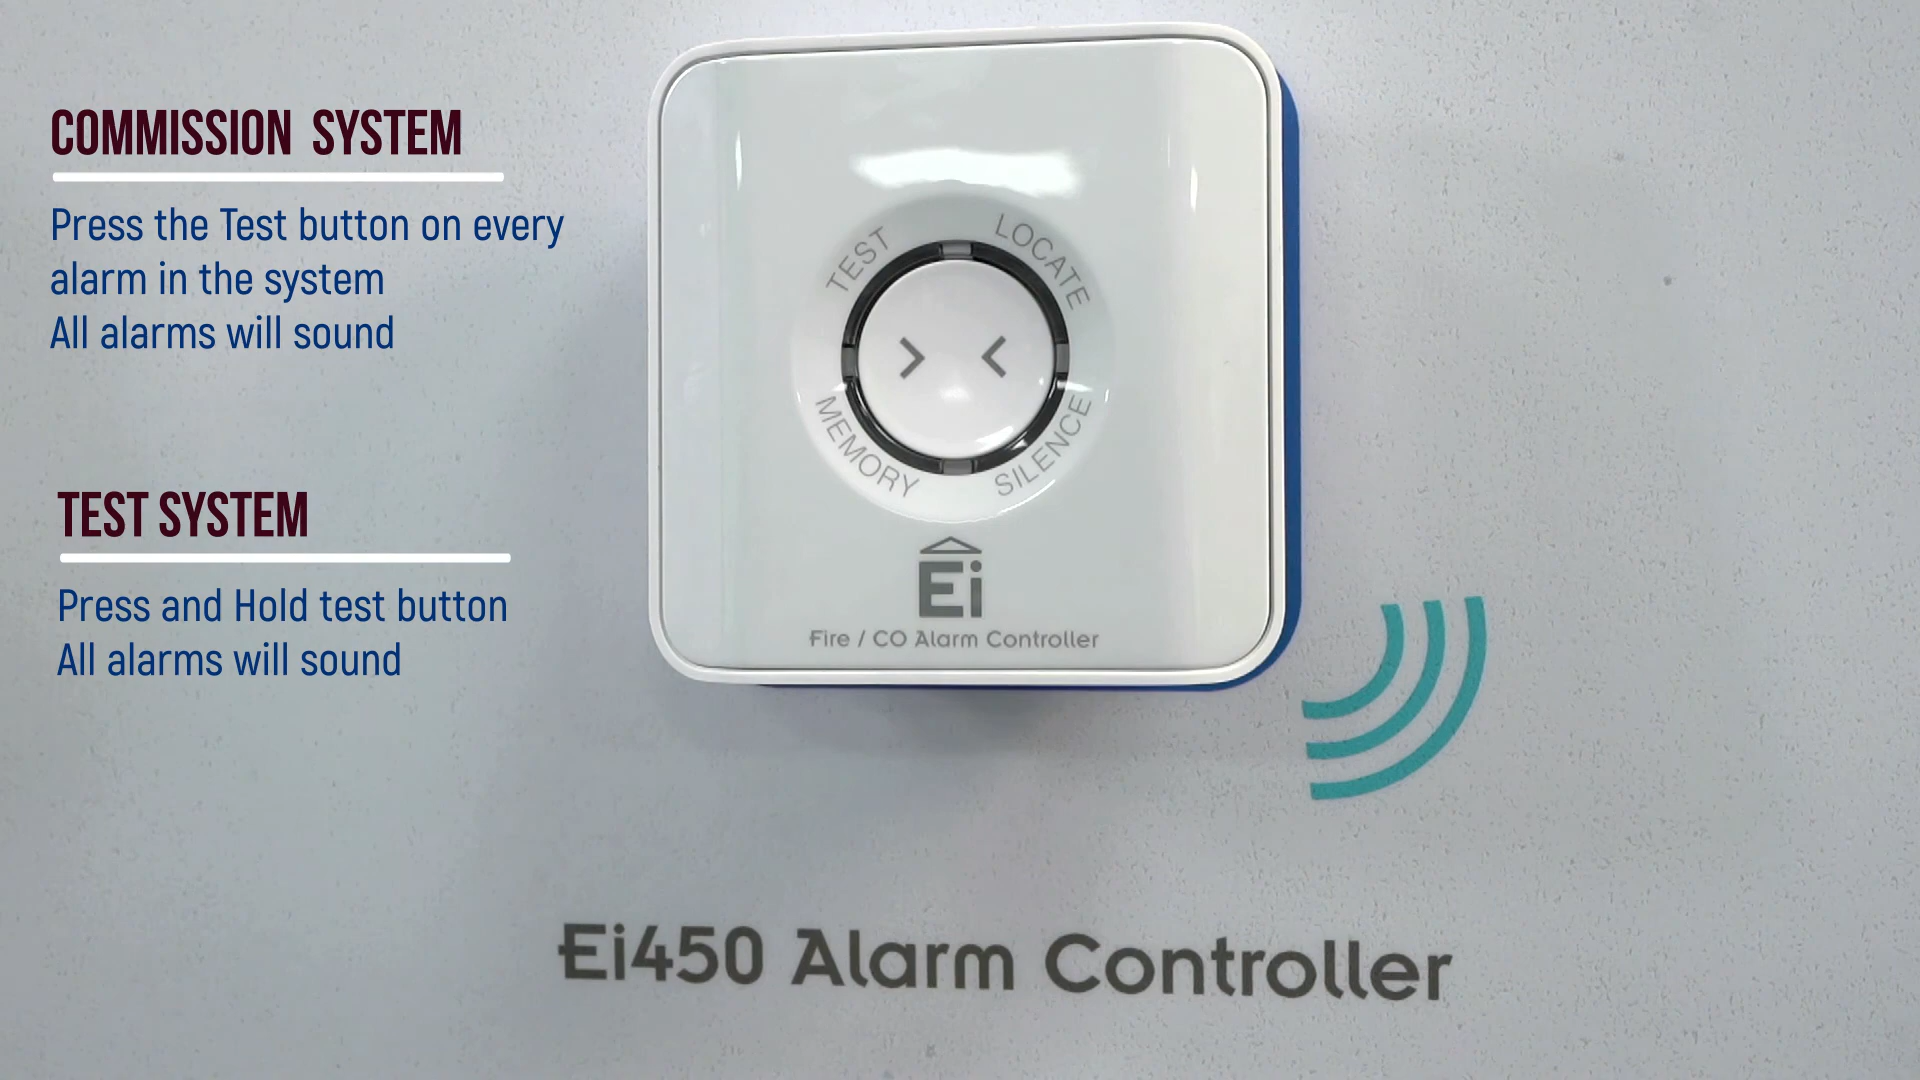 COMMISSION SYSTEM
Press the Test button on every
alarm in the system
All alarms will sound
TEST SYSTEM
Press and Hold test button
All alarms will sound
TEST
LOCATE
MEMORY
SILENCE
Ei
Fire / CO Alarm Controller
Ei450 Alarm Controller